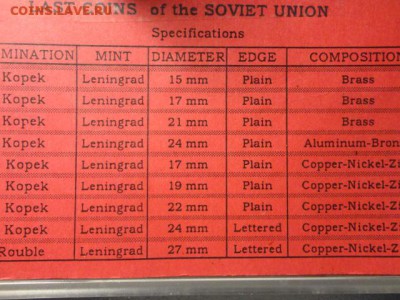 COINS.LAVE.RU
LAST COINS of the SOVIET UNION
Specifications
MINATION MINT DIAMETER EDGE COMPOSITION
Kopek Leningrad 15 mm Plain Brass
Kopek Leningrad 17 mm Plain Brass
Kopek Leningrad 21 mm Plain Brass
Kopek Leningrad 24 mm Plain Aluminum-Bronz
Kopek Leningrad 17 mm Plain Copper-Nickel-Zi
Kopek Leningrad 19 mm Plain Copper-Nickel-Zi
Kopek Leningrad 22 mm Plain Copper-Nickel-Zi
Kopek Leningrad 24 mm Lettered Copper-Nickel-Zi
Rouble Leningrad 27 mm Lettered Copper-Nickel-Zi